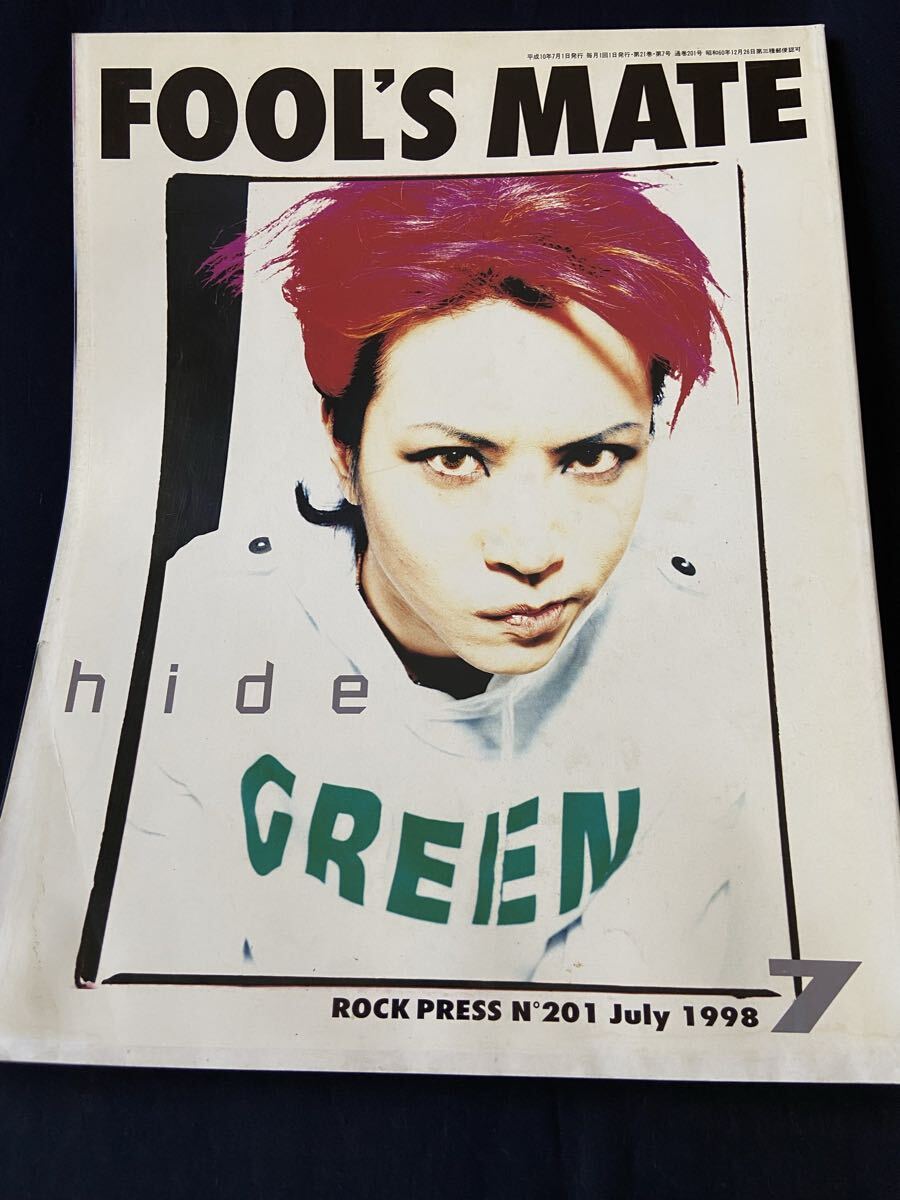 平成10年7月1日発行 毎月1回1日発行・第21巻・第7号 通巻201号 昭和60年12月26日第三種郵便認可
FOOL'S MATE
hide
GREEN
ROCK PRESS N°201 July 1998 7